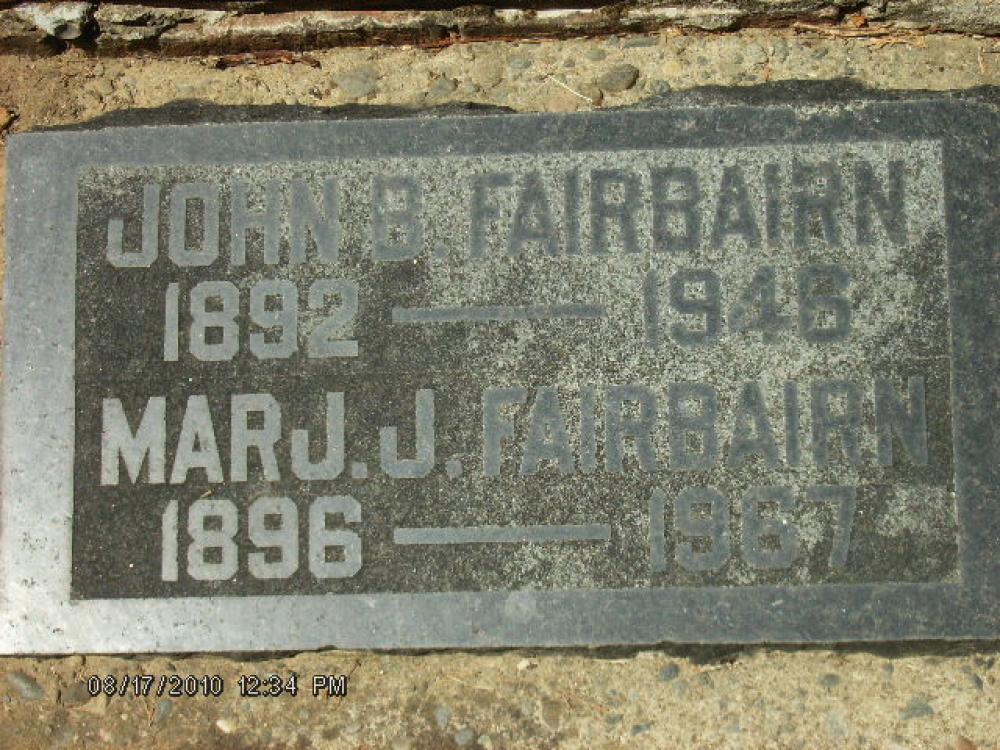 JOHN B. FAIRBAIRN
1892 — 1946
MARJ. J. FAIRBAIRN
1896 — 1967
08/17/2010 12:34 PM